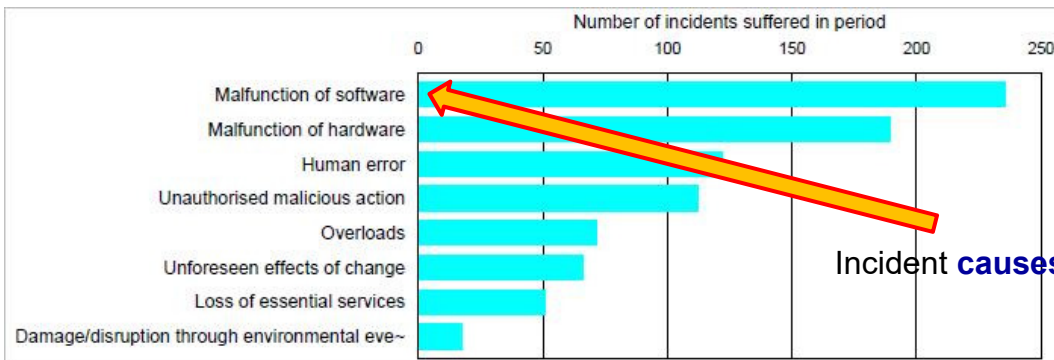 Number of incidents suffered in period
0 50 100 150 200 250
Malfunction of software
Malfunction of hardware
Human error
Unauthorised malicious action
Overloads
Unforeseen effects of change
Incident causes
Loss of essential services
Damage/disruption through environmental eve~